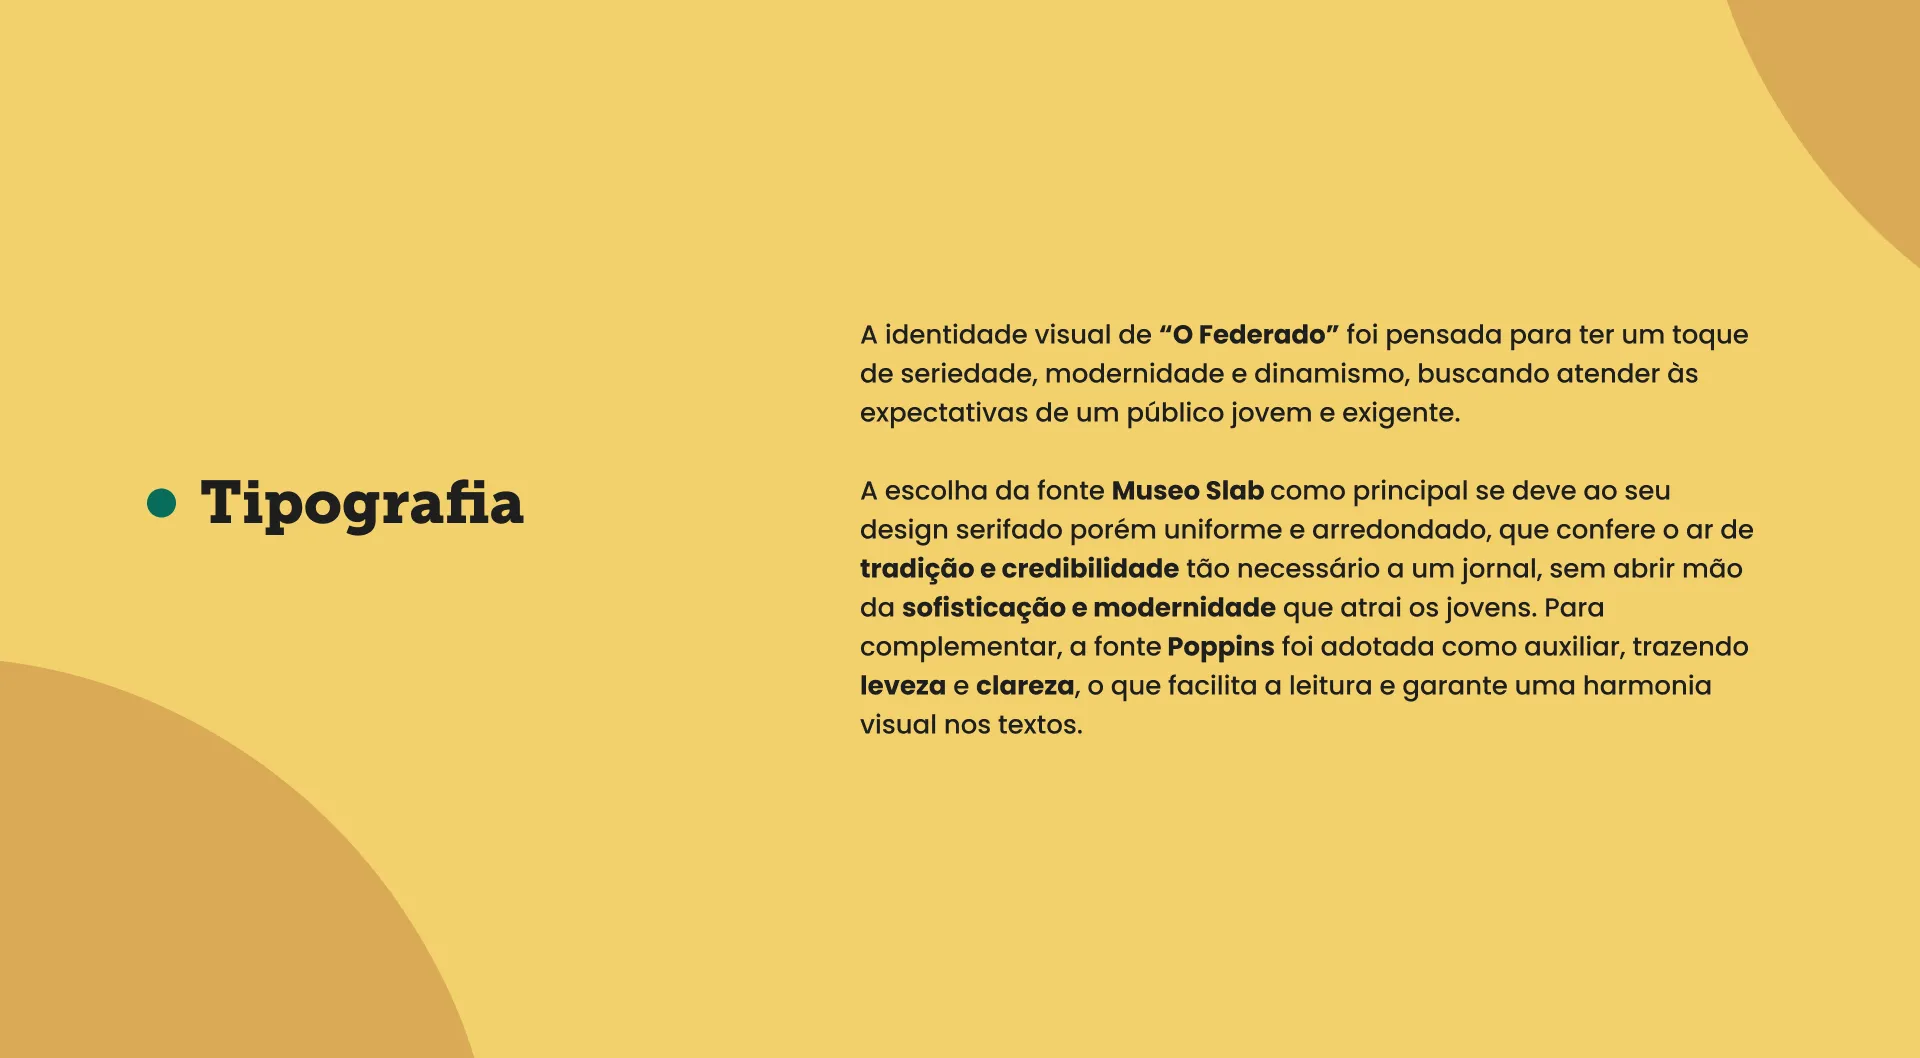 Tipografia
A identidade visual de “O Federado” foi pensada para ter um toque
de seriedade, modernidade e dinamismo, buscando atender às
expectativas de um público jovem e exigente.
A escolha da fonte Museo Slab como principal se deve ao seu
design serifado porém uniforme e arredondado, que confere o ar de
tradição e credibilidade tão necessário a um jornal, sem abrir mão
da sofisticação e modernidade que atrai os jovens. Para
complementar, a fonte Poppins foi adotada como auxiliar, trazendo
leveza e clareza, o que facilita a leitura e garante uma harmonia
visual nos textos.